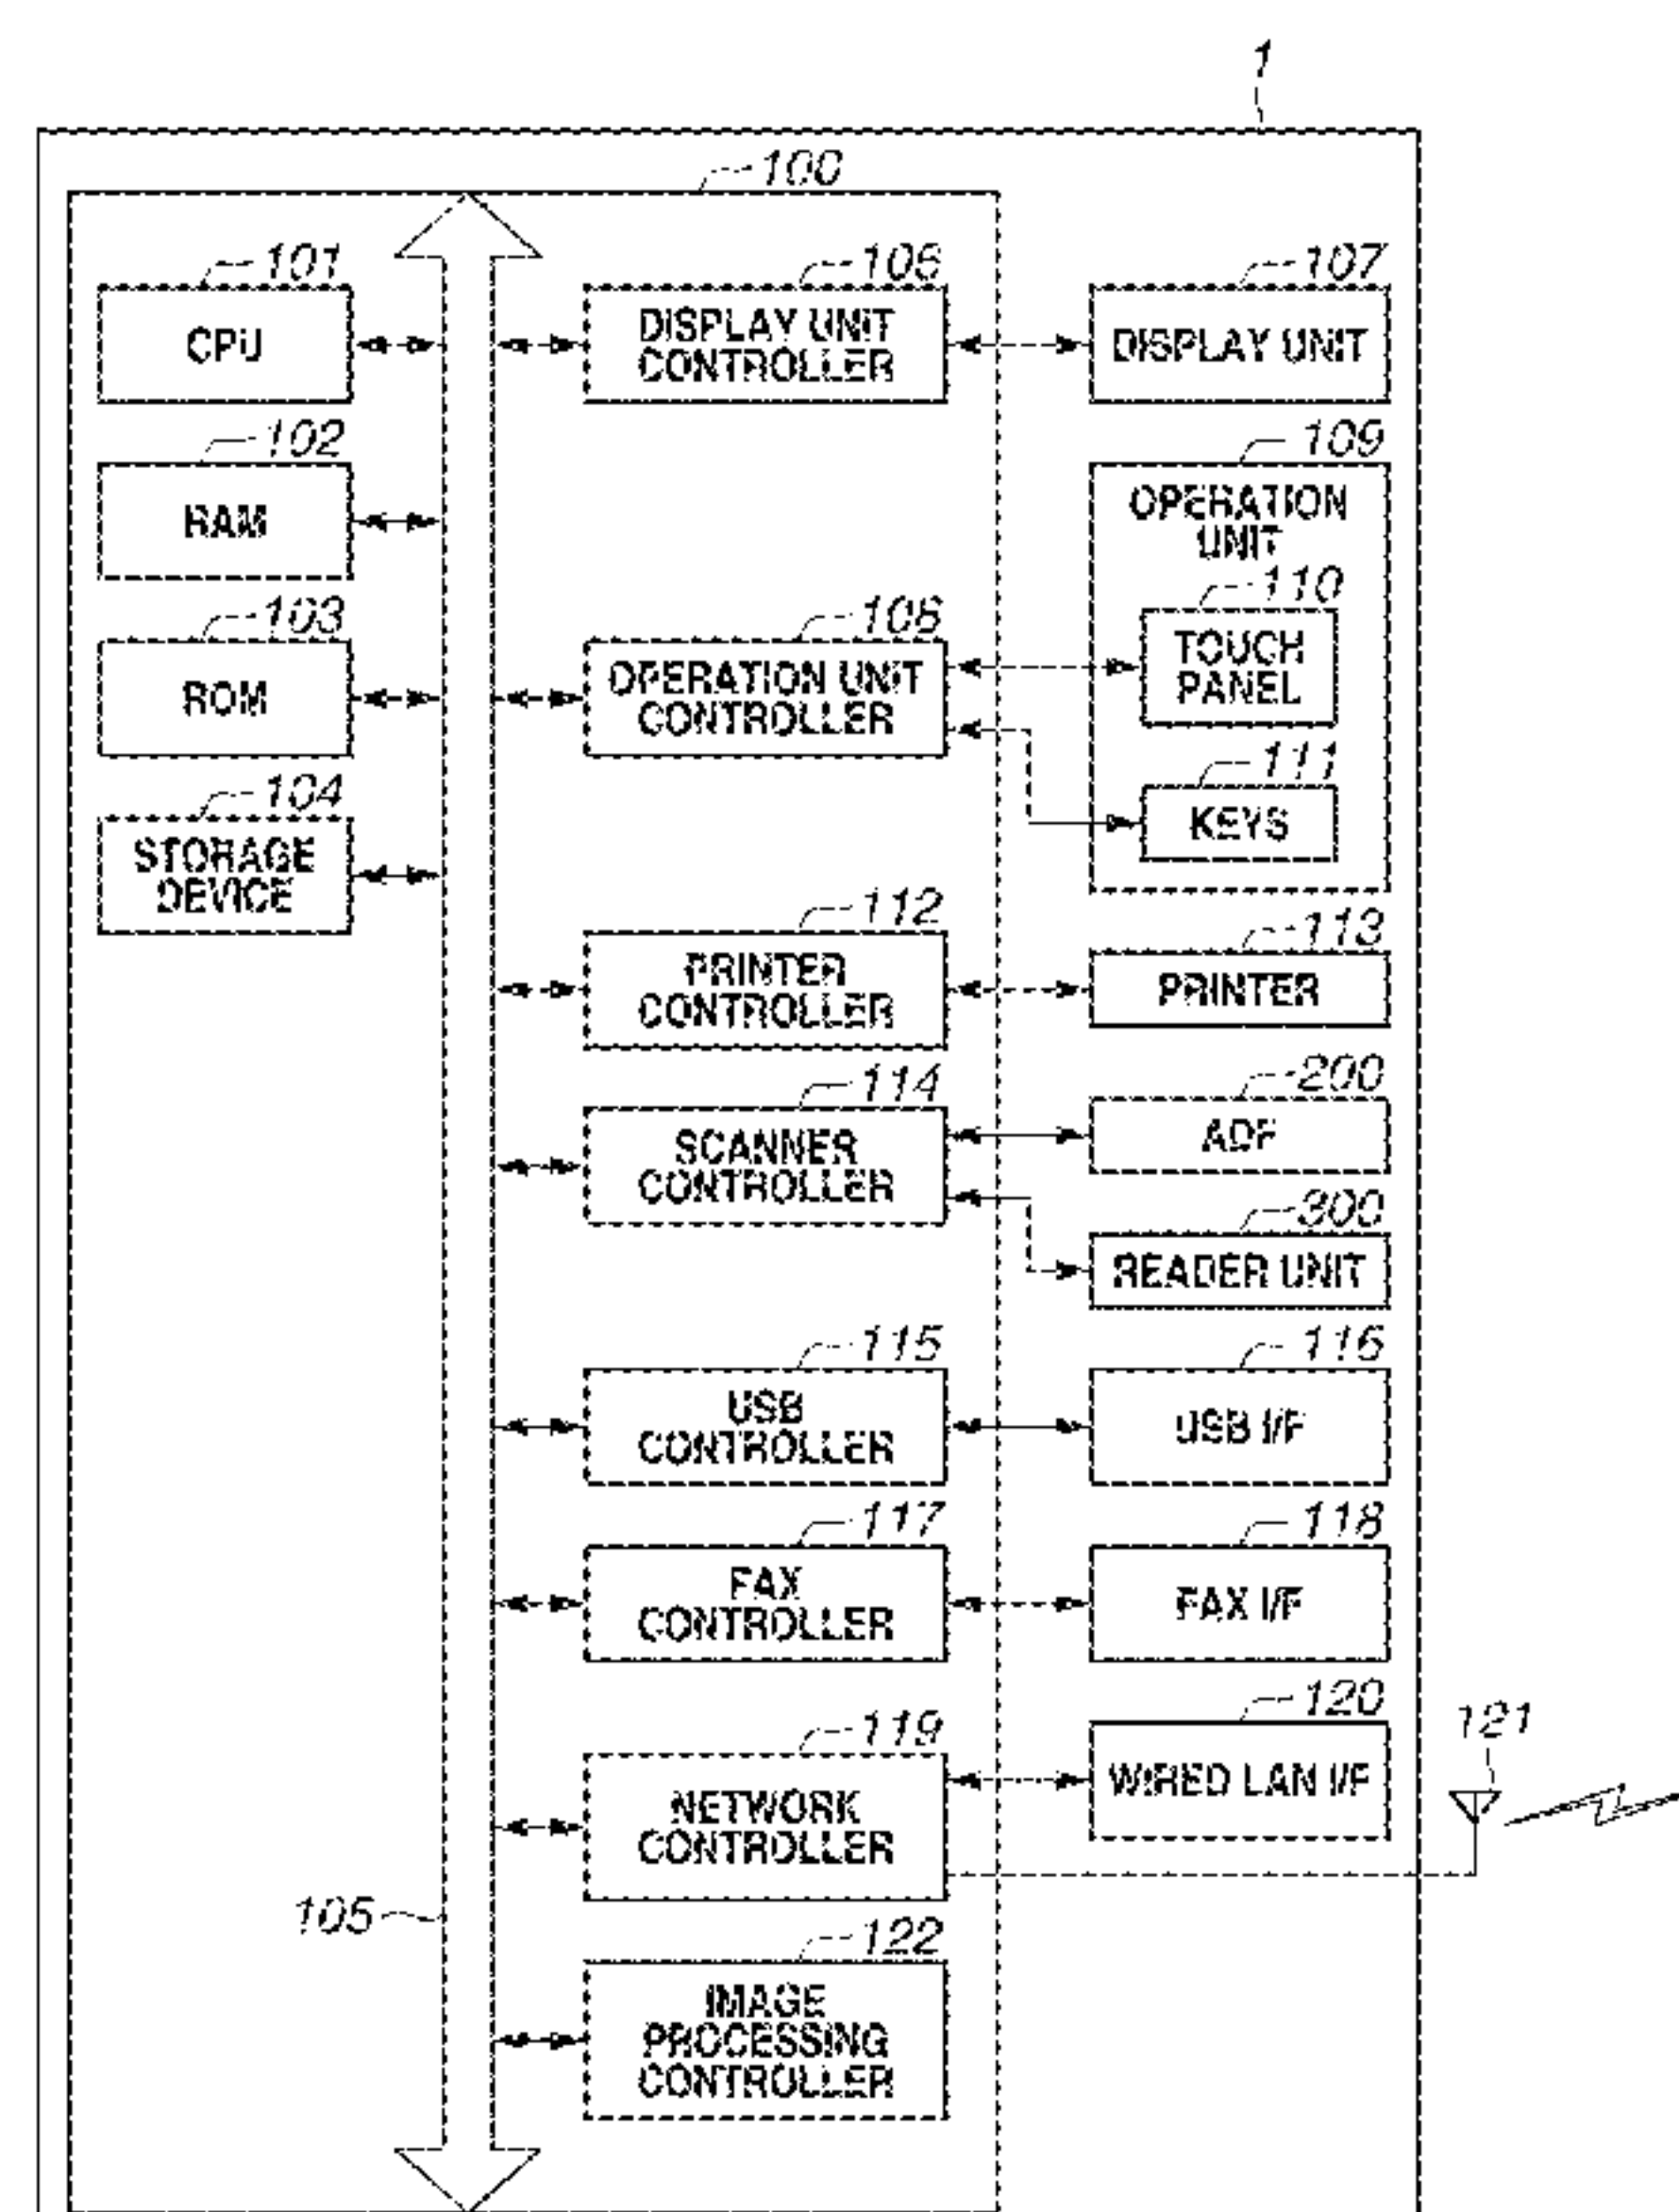 1
100
101
CPU
102
RAM
103
ROM
104
STORAGE
DEVICE
105
106
DISPLAY UNIT
CONTROLLER
107
DISPLAY UNIT
108
OPERATION UNIT
CONTROLLER
109
OPERATION
UNIT
110
TOUCH
PANEL
111
KEYS
112
PRINTER
CONTROLLER
113
PRINTER
114
SCANNER
CONTROLLER
200
ADF
300
READER UNIT
115
USB
CONTROLLER
116
USB I/F
117
FAX
CONTROLLER
118
FAX I/F
119
NETWORK
CONTROLLER
120
WIRED LAN I/F
121
122
IMAGE
PROCESSING
CONTROLLER